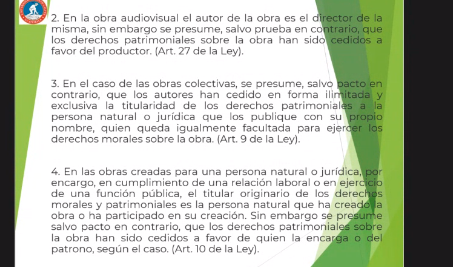 2. En la obra audiovisual el autor de la obra es el director de la
misma, sin embargo se presume, salvo prueba en contrario, que
los derechos patrimoniales sobre la obra han sido cedidos a
favor del productor. (Art. 27 de la Ley).
3. En el caso de las obras colectivas, se presume, salvo pacto en
contrario, que los autores han cedido en forma ilimitada y
exclusiva la titularidad de los derechos patrimoniales a la
persona natural o jurídica que los publique con su propio
nombre, quien queda igualmente facultada para ejercer los
derechos morales sobre la obra. (Art. 9 de la Ley).
4. En las obras creadas para una persona natural o jurídica, por
encargo, en cumplimiento de una relación laboral o en ejercicio
de una función pública, el titular originario de los derechos
morales y patrimoniales es la persona natural que ha creado la
obra o ha participado en su creación. Sin embargo se presume
salvo pacto en contrario, que los derechos patrimoniales sobre
la obra han sido cedidos a favor de quien la encarga o del
patrono, según el caso. (Art. 10 de la Ley).